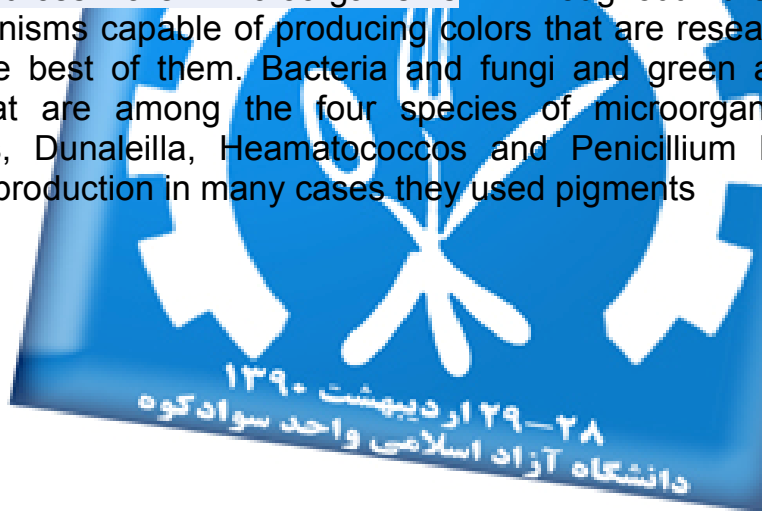 nisms capable of producing colors that are resea
e best of them. Bacteria and fungi and green a
at are among the four species of microorgan
, Dunaleilla, Heamatococcos and Penicillium
production in many cases they used pigments
۲۸–۲۹ اردیبهشت ۱۳۹۰
دانشگاه آزاد اسلامی واحد سوادکوه